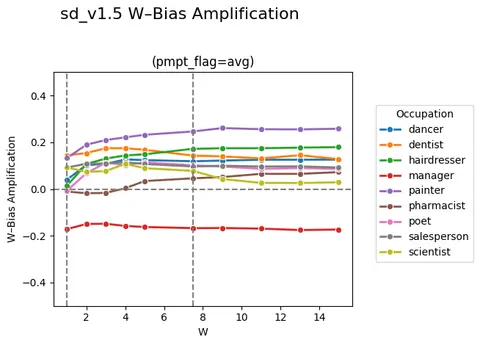 sd_v1.5 W–Bias Amplification
(pmpt_flag=avg)
W–Bias Amplification
0.4
0.2
0.0
−0.2
−0.4
2 4 6 8 10 12 14
W
Occupation
dancer
dentist
hairdresser
manager
painter
pharmacist
poet
salesperson
scientist